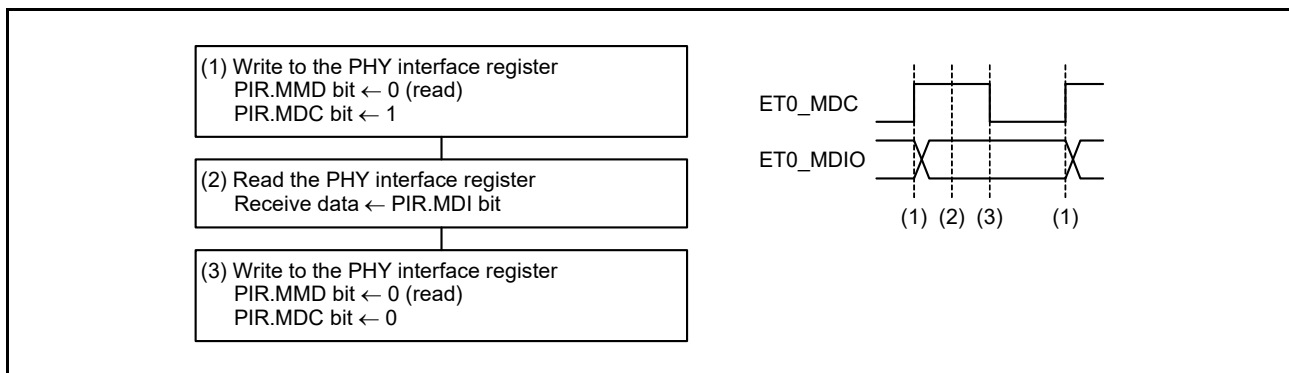 (1) Write to the PHY interface register
PIR.MMD bit ← 0 (read)
PIR.MDC bit ← 1
(2) Read the PHY interface register
Receive data ← PIR.MDI bit
(3) Write to the PHY interface register
PIR.MMD bit ← 0 (read)
PIR.MDC bit ← 0
ET0_MDC
ET0_MDIO
(1) (2) (3) (1)